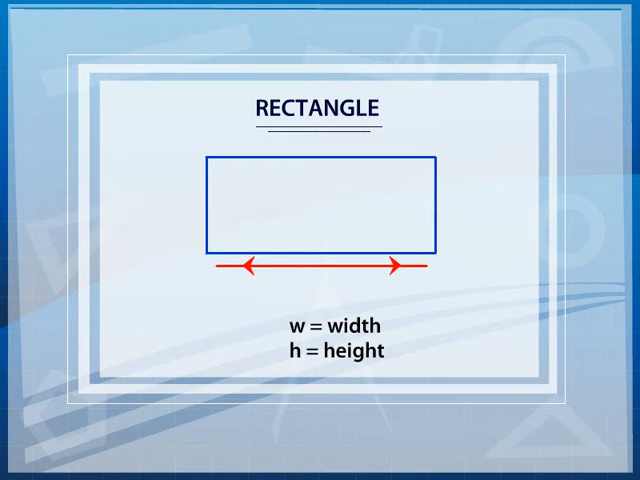 RECTANGLE
w = width
h = height